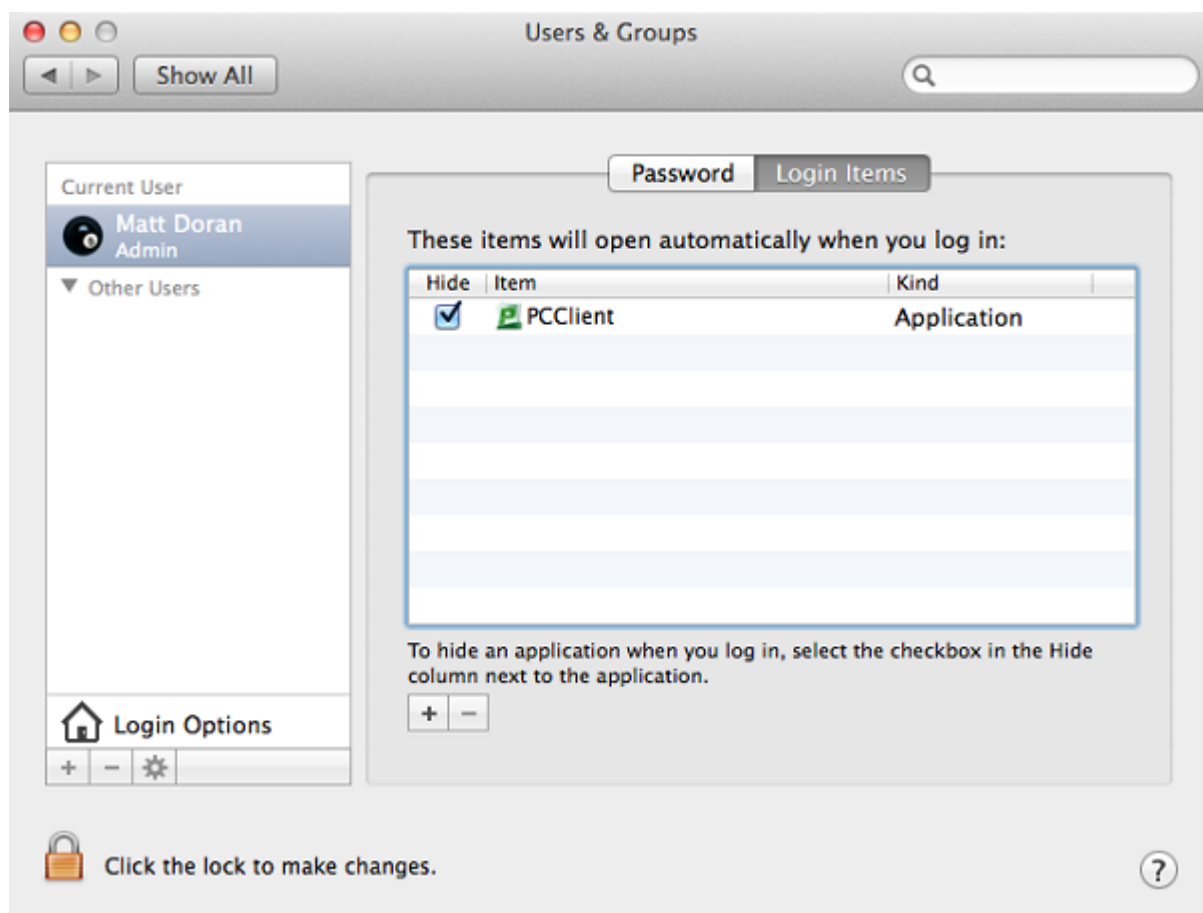 Users & Groups
Show All
Current User
Matt Doran
Admin
Other Users
Login Options
Password Login Items
These items will open automatically when you log in:
Hide Item Kind
PCClient Application
To hide an application when you log in, select the checkbox in the Hide
column next to the application.
Click the lock to make changes.
?